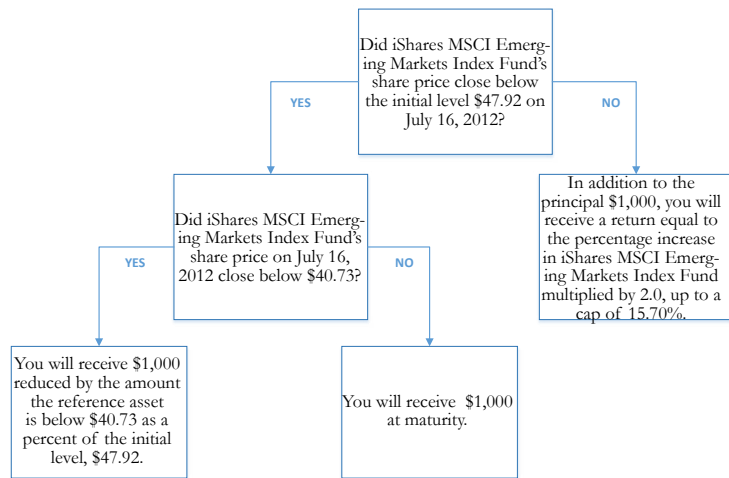 Did iShares MSCI Emerg-
ing Markets Index Fund's
share price close below
the initial level $47.92 on
July 16, 2012?
YES
NO
Did iShares MSCI Emerg-
ing Markets Index Fund's
share price on July 16,
2012 close below $40.73?
In addition to the
principal $1,000, you will
receive a return equal to
the percentage increase
in iShares MSCI Emerg-
ing Markets Index Fund
multiplied by 2.0, up to a
cap of 15.70%.
YES
NO
You will receive $1,000
reduced by the amount
the reference asset
is below $40.73 as a
percent of the initial
level, $47.92.
You will receive $1,000
at maturity.